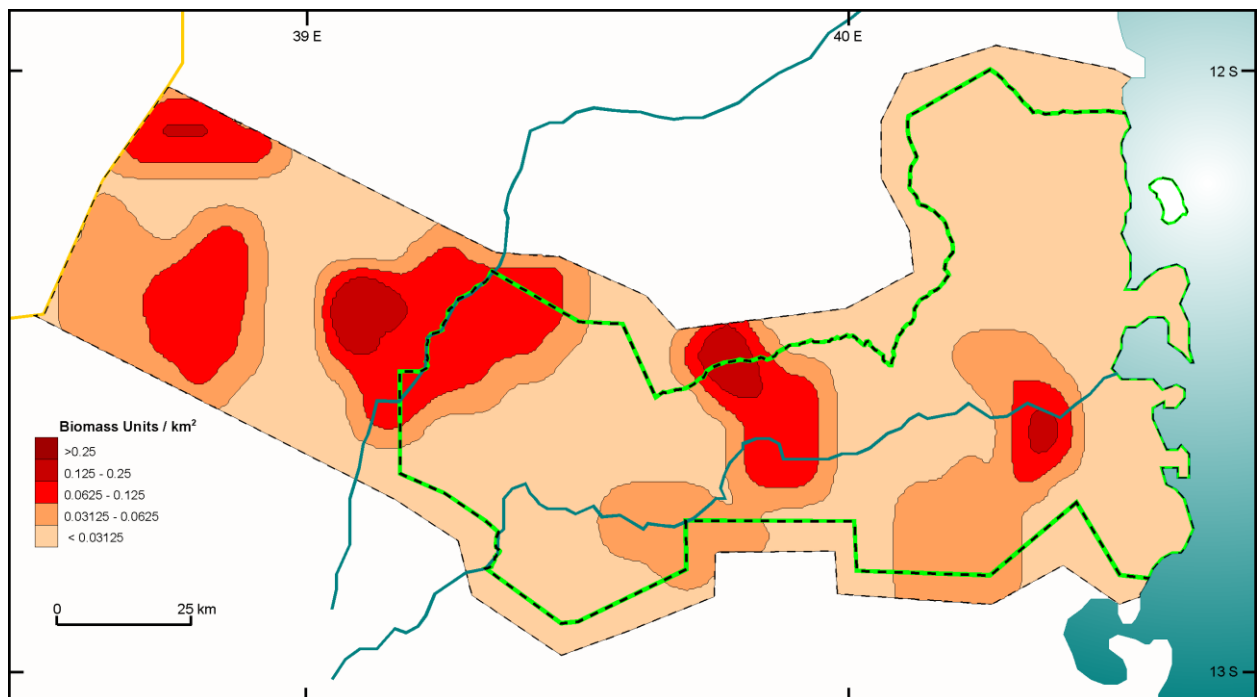 39 E
40 E
12 S
Biomass Units / km²
>0.25
0.125 - 0.25
0.0625 - 0.125
0.03125 - 0.0625
< 0.03125
0
25 km
13 S